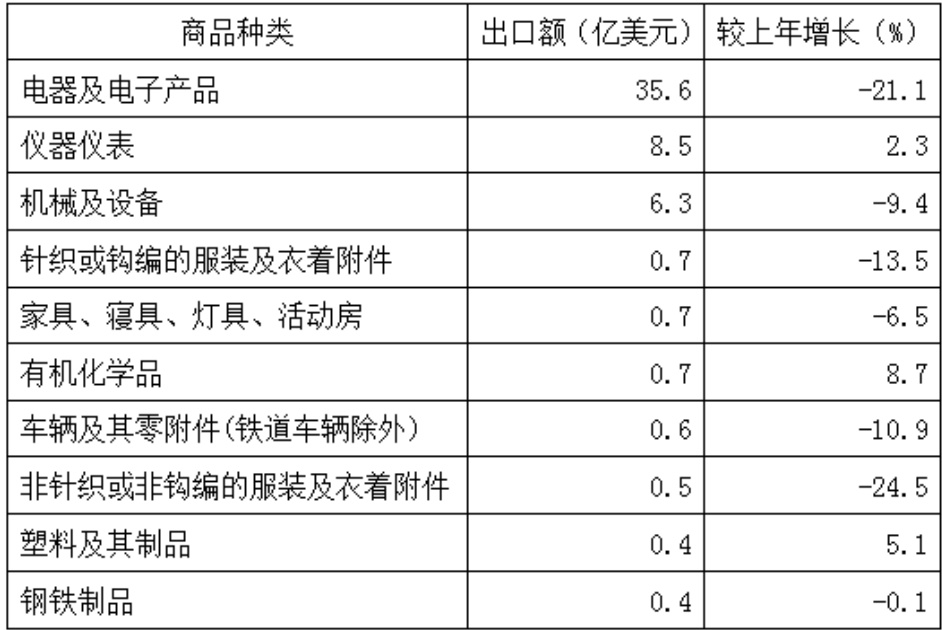 商品种类 出口额（亿美元） 较上年增长（%）
电器及电子产品 35.6 -21.1
仪器仪表 8.5 2.3
机械及设备 6.3 -9.4
针织或钩编的服装及衣着附件 0.7 -13.5
家具、寝具、灯具、活动房 0.7 -6.5
有机化学品 0.7 8.7
车辆及其零附件(铁道车辆除外) 0.6 -10.9
非针织或非钩编的服装及衣着附件 0.5 -24.5
塑料及其制品 0.4 5.1
钢铁制品 0.4 -0.1